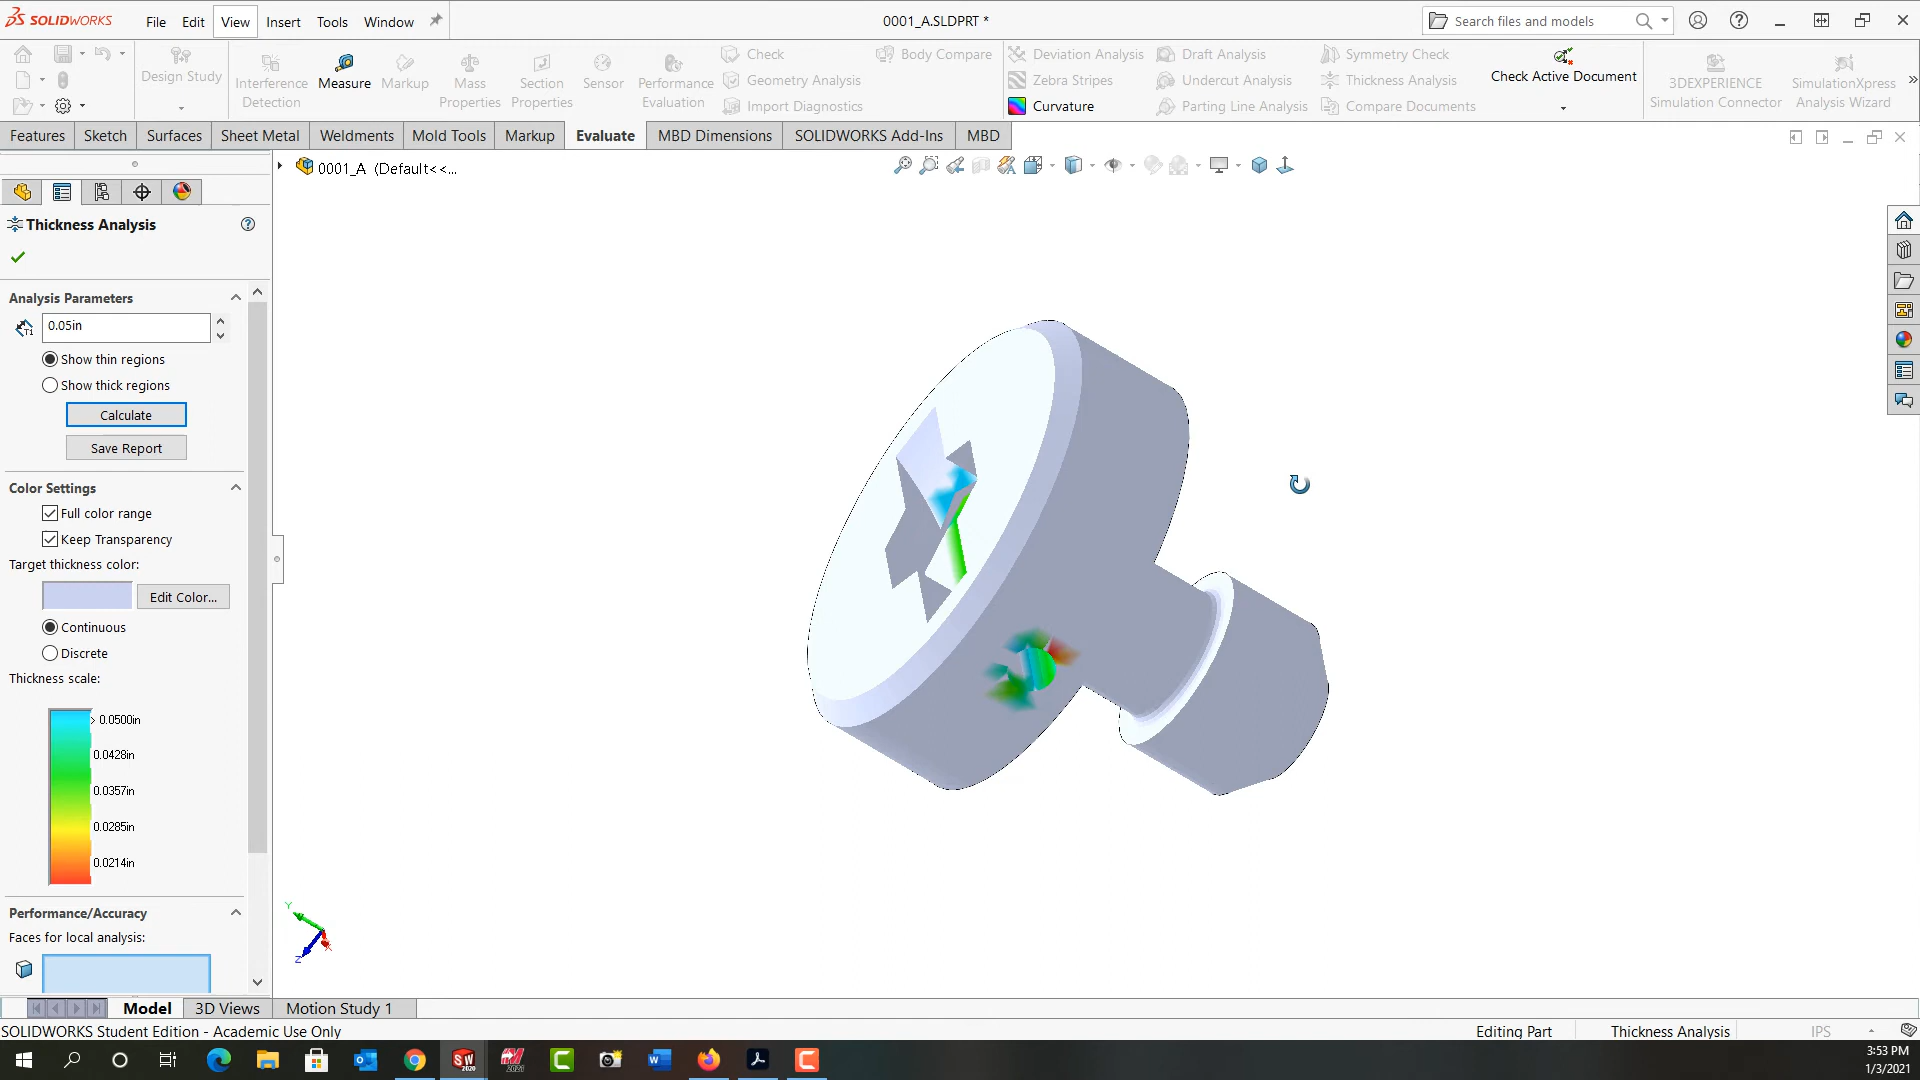 SOLIDWORKS File Edit View Insert Tools Window 0001_A.SLDPRT * Search files and models
Design Study
Interference Detection
Measure
Markup
Mass Properties
Section Properties
Sensor
Performance Evaluation
Check
Geometry Analysis
Import Diagnostics
Body Compare
Deviation Analysis
Zebra Stripes
Curvature
Draft Analysis
Undercut Analysis
Parting Line Analysis
Symmetry Check
Thickness Analysis
Compare Documents
Check Active Document
3DEXPERIENCE Simulation Connector
SimulationXpress Analysis Wizard
Features Sketch Surfaces Sheet Metal Weldments Mold Tools Markup Evaluate MBD Dimensions SOLIDWORKS Add-Ins MBD
0001_A (Default<<...
Thickness Analysis
Analysis Parameters
0.05in
Show thin regions
Show thick regions
Calculate
Save Report
Color Settings
Full color range
Keep Transparency
Target thickness color:
Edit Color...
Continuous
Discrete
Thickness scale:
> 0.0500in
0.0428in
0.0357in
0.0285in
0.0214in
Performance/Accuracy
Faces for local analysis:
Y
X
Z
Model 3D Views Motion Study 1
SOLIDWORKS Student Edition - Academic Use Only Editing Part Thickness Analysis IPS
3:53 PM
1/3/2021